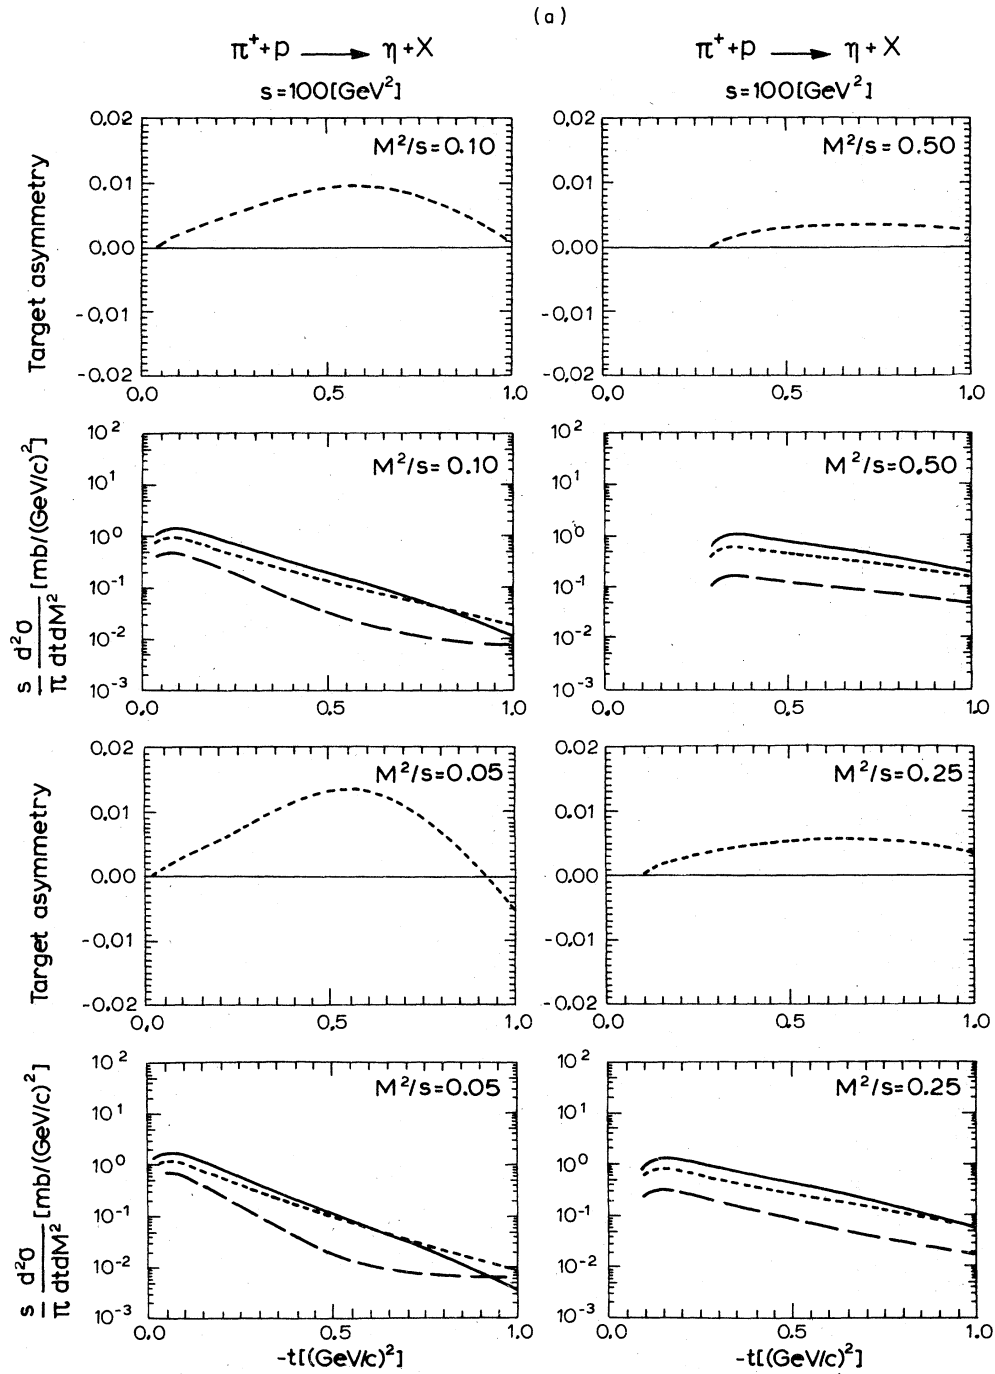 (a)
π⁺+p ⟶ η+X
π⁺+p ⟶ η+X
s=100[GeV²]
s=100[GeV²]
Target asymmetry
0.02
0.01
0.00
-0.01
-0.02
M²/s=0.10
0.0 0.5 1.0
0.02
0.01
0.00
-0.01
-0.02
M²/s=0.50
0.0 0.5 1.0
s/π d²σ/dtdM² [mb/(GeV/c)²]
10²
10¹
10⁰
10⁻¹
10⁻²
10⁻³
M²/s=0.10
0.0 0.5 1.0
10²
10¹
10⁰
10⁻¹
10⁻²
10⁻³
M²/s=0.50
0.0 0.5 1.0
Target asymmetry
0.02
0.01
0.00
-0.01
-0.02
M²/s=0.05
0.0 0.5 1.0
0.02
0.01
0.00
-0.01
-0.02
M²/s=0.25
0.0 0.5 1.0
s/π d²σ/dtdM² [mb/(GeV/c)²]
10²
10¹
10⁰
10⁻¹
10⁻²
10⁻³
M²/s=0.05
0.0 0.5 1.0
-t[(GeV/c)²]
10²
10¹
10⁰
10⁻¹
10⁻²
10⁻³
M²/s=0.25
0.0 0.5 1.0
-t[(GeV/c)²]